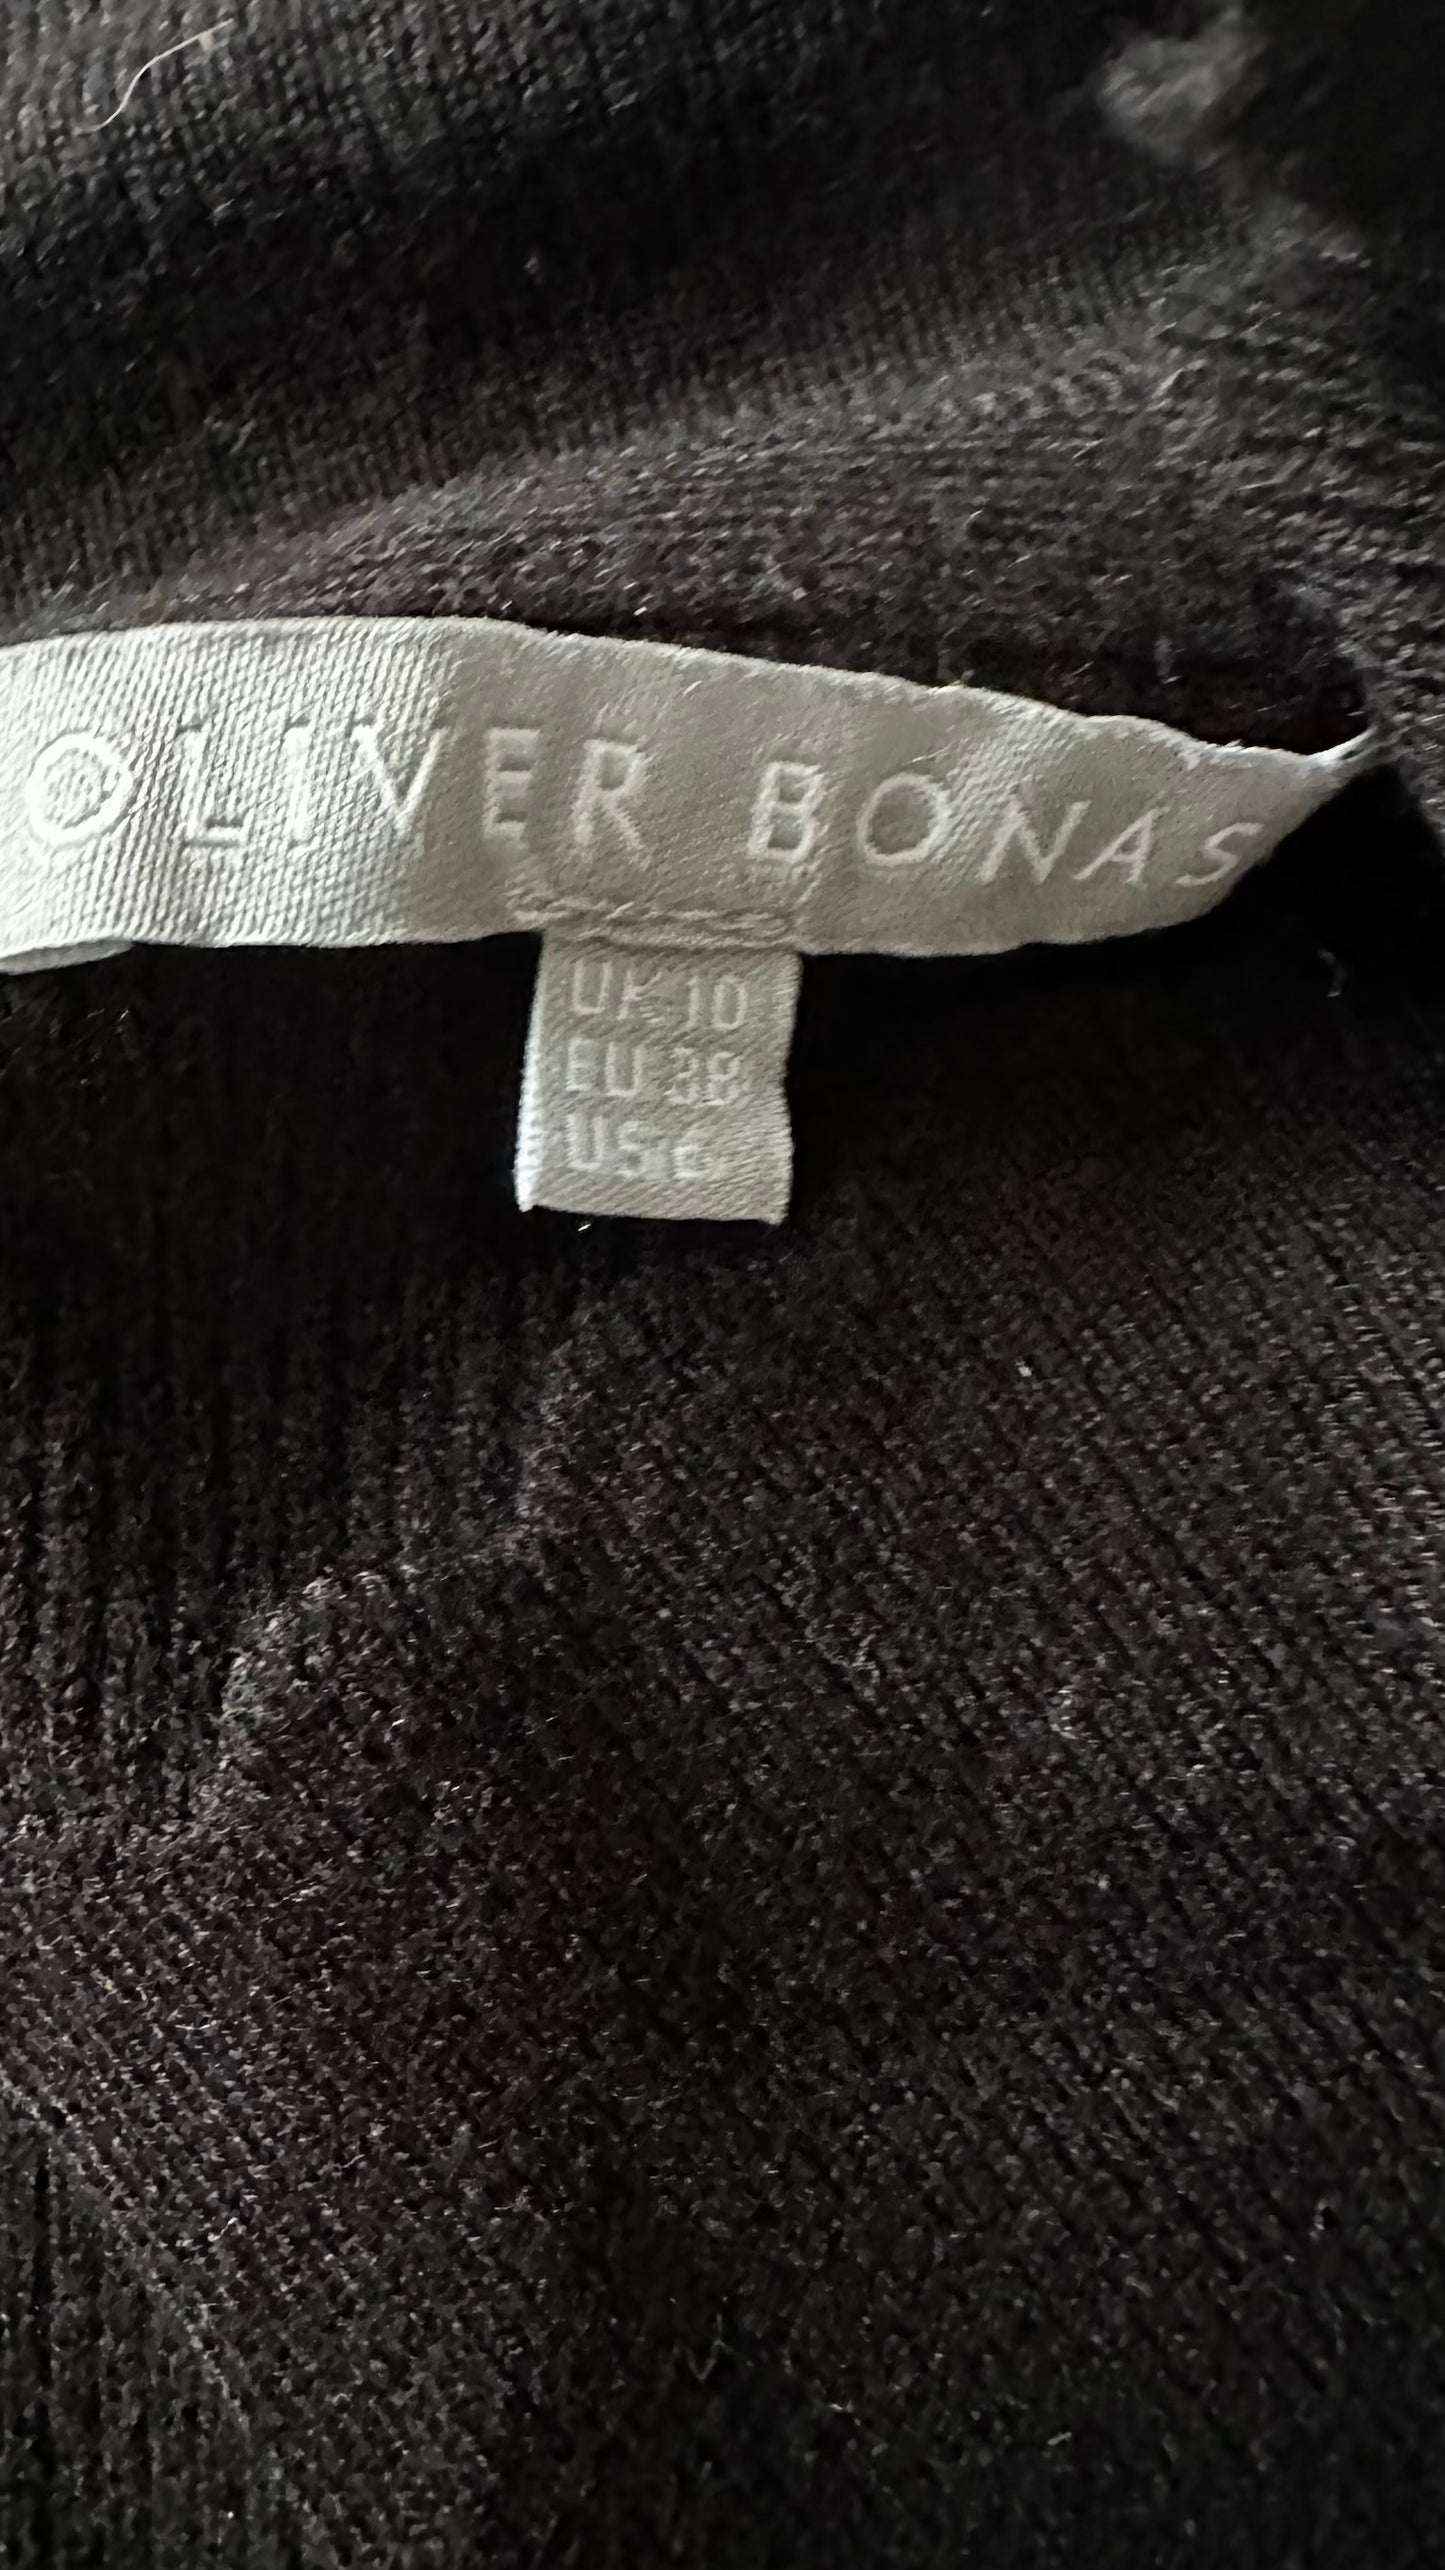 OLIVER BONAS
UK 10
EU 38
US 6